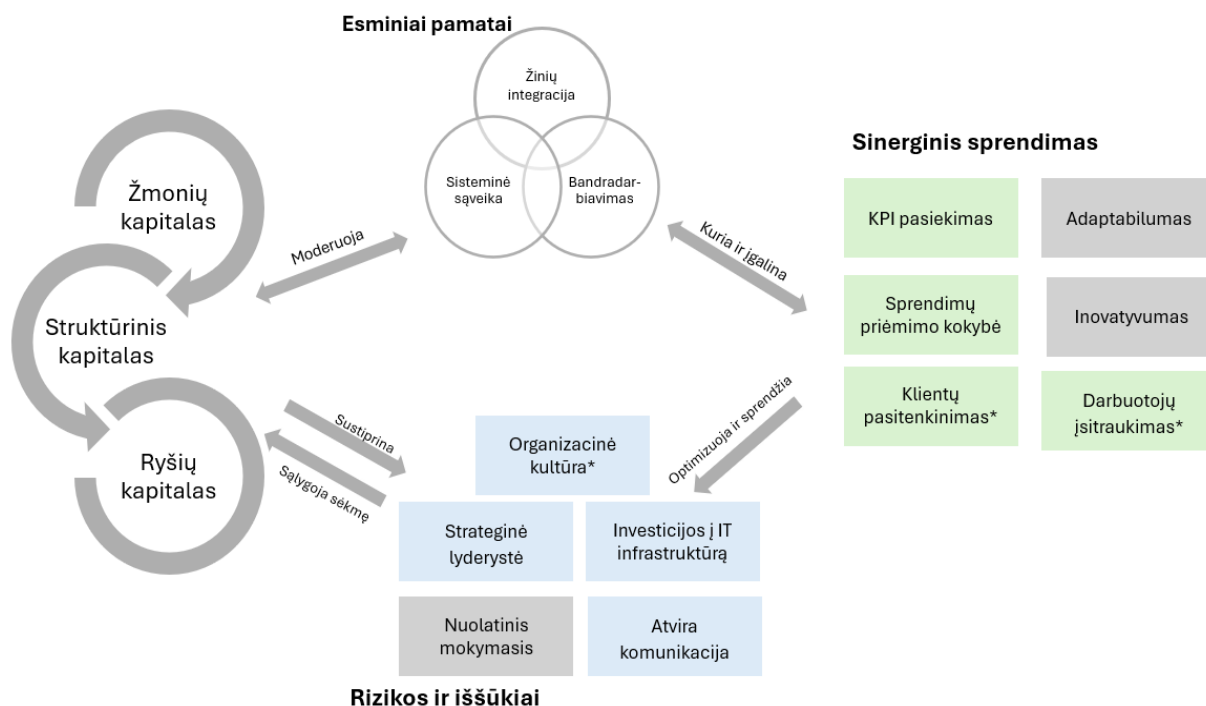 Esminiai pamatai
Žinių
integracija
Sisteminė
sąveika
Bandradar-
biavimas
Žmonių
kapitalas
Struktūrinis
kapitalas
Ryšių
kapitalas
Moderuoja
Kuria ir įgalina
Sinerginis sprendimas
KPI pasiekimas
Adaptabilumas
Sprendimų
priėmimo kokybė
Inovatyvumas
Klientų
pasitenkinimas*
Darbuotojų
įsitraukimas*
Sustiprina
Sąlygoja sėkmę
Optimizuoja ir sprendžia
Organizacinė
kultūra*
Strateginė
lyderystė
Investicijos į IT
infrastruktūrą
Nuolatinis
mokymasis
Atvira
komunikacija
Rizikos ir iššūkiai